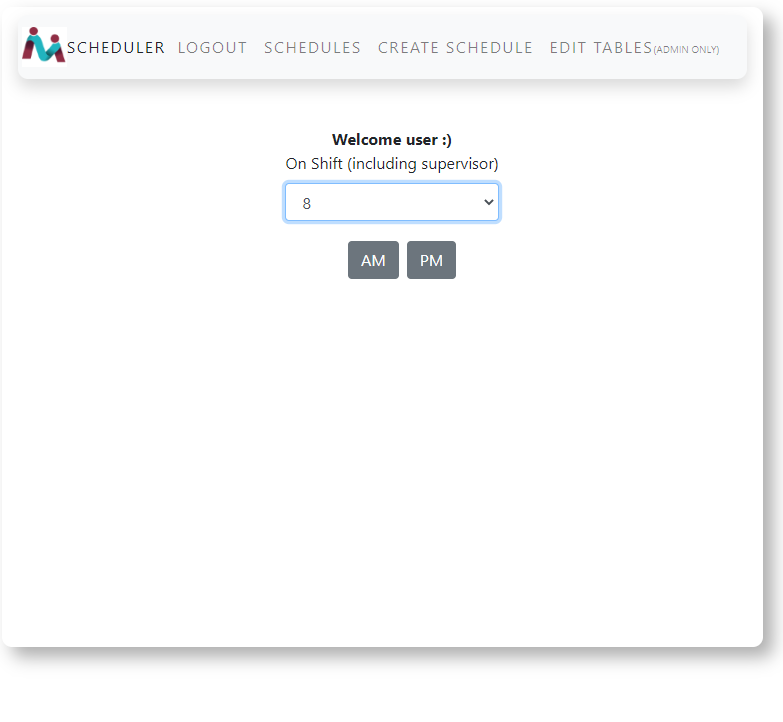 SCHEDULER LOGOUT SCHEDULES CREATE SCHEDULE EDIT TABLES(ADMIN ONLY)
Welcome user :)
On Shift (including supervisor)
8
AM PM